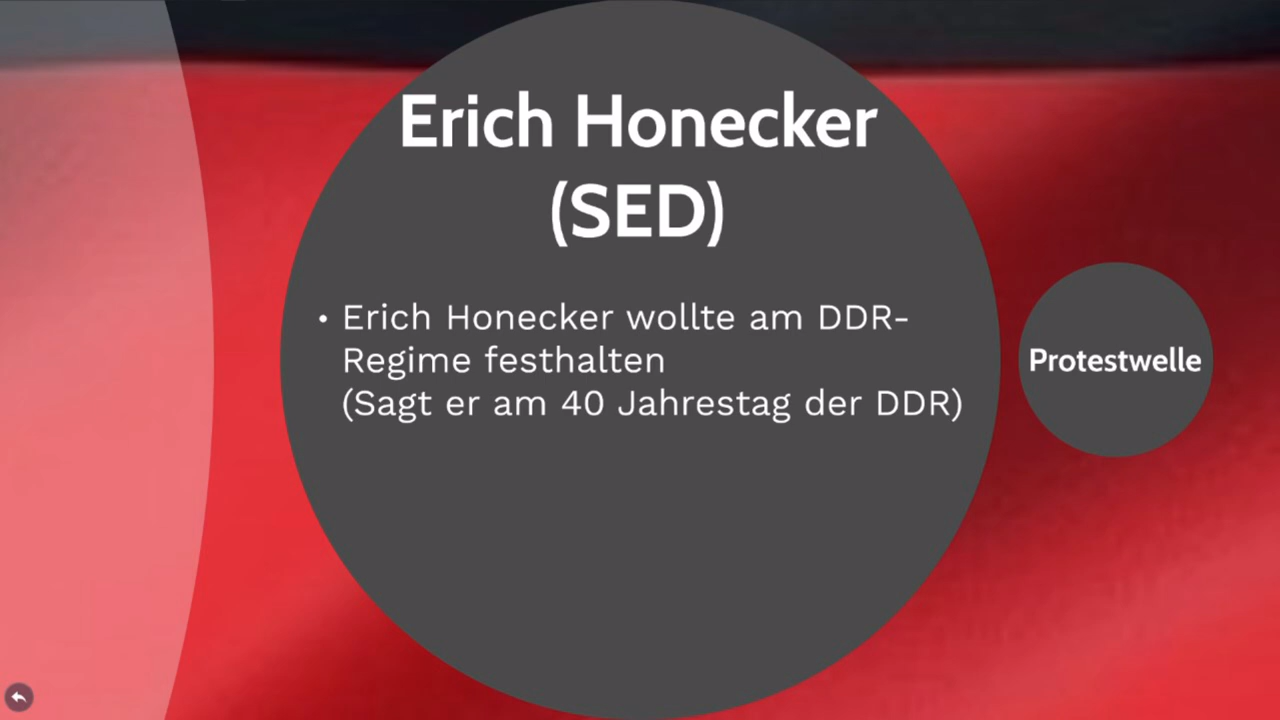 Erich Honecker
(SED)
• Erich Honecker wollte am DDR-
Regime festhalten
(Sagt er am 40 Jahrestag der DDR)
Protestwelle